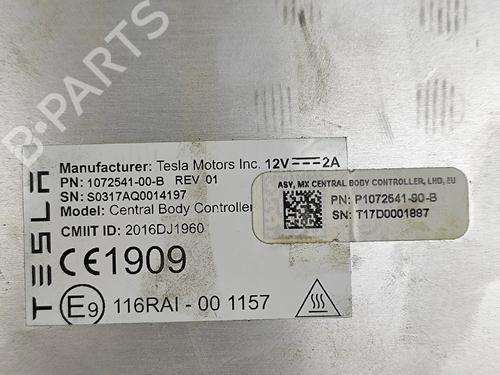 B-PARTS
TESLA
Manufacturer: Tesla Motors Inc. 12V 2A
PN: 1072541-00-B REV 01
SN: S0317AQ0014197
Model: Central Body Controller
CMIIT ID: 2016DJ1960
CE1909
E9 116RAI - 00 1157
ASY, MX CENTRAL BODY CONTROLLER, LHD, EU
PN: P1072541-90-B
SN: T17D0001887